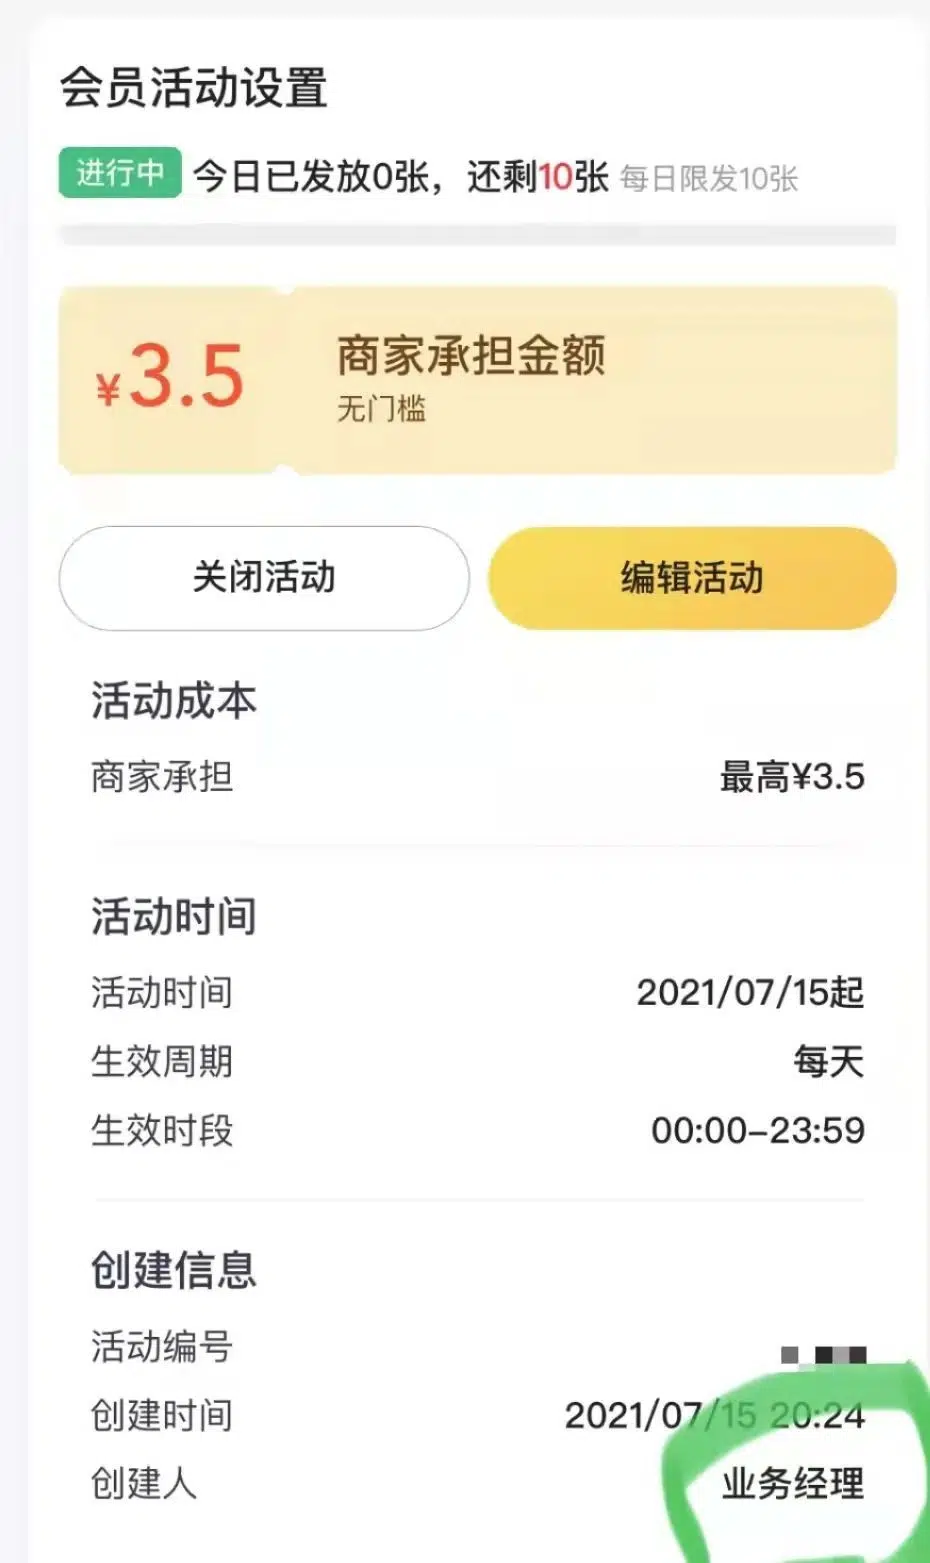 会员活动设置
进行中 今日已发放0张，还剩10张 每日限发10张
¥3.5 商家承担金额
无门槛
关闭活动 编辑活动
活动成本
商家承担 最高¥3.5
活动时间
活动时间 2021/07/15起
生效周期 每天
生效时段 00:00–23:59
创建信息
活动编号
创建时间 2021/07/15 20:24
创建人 业务经理